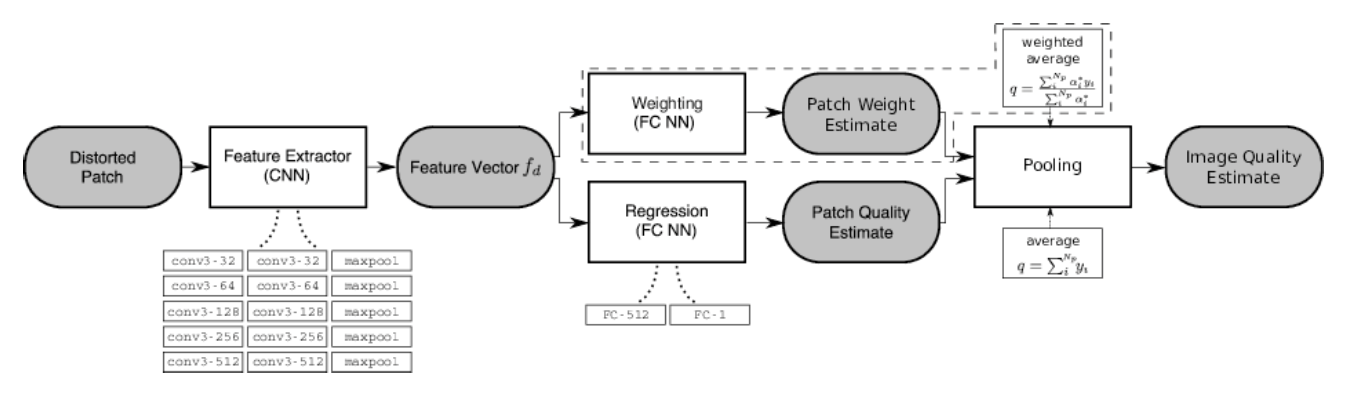 Distorted
Patch
Feature Extractor
(CNN)
conv3-32 conv3-32 maxpool
conv3-64 conv3-64 maxpool
conv3-128 conv3-128 maxpool
conv3-256 conv3-256 maxpool
conv3-512 conv3-512 maxpool
Feature Vector f_d
Weighting
(FC NN)
Patch Weight
Estimate
Regression
(FC NN)
FC-512 FC-1
Patch Quality
Estimate
weighted
average
q = \frac{\sum_i^{N_p} \alpha_i^* y_i}{\sum_i^{N_p} \alpha_i^*}
Pooling
average
q = \sum_i^{N_p} y_i
Image Quality
Estimate